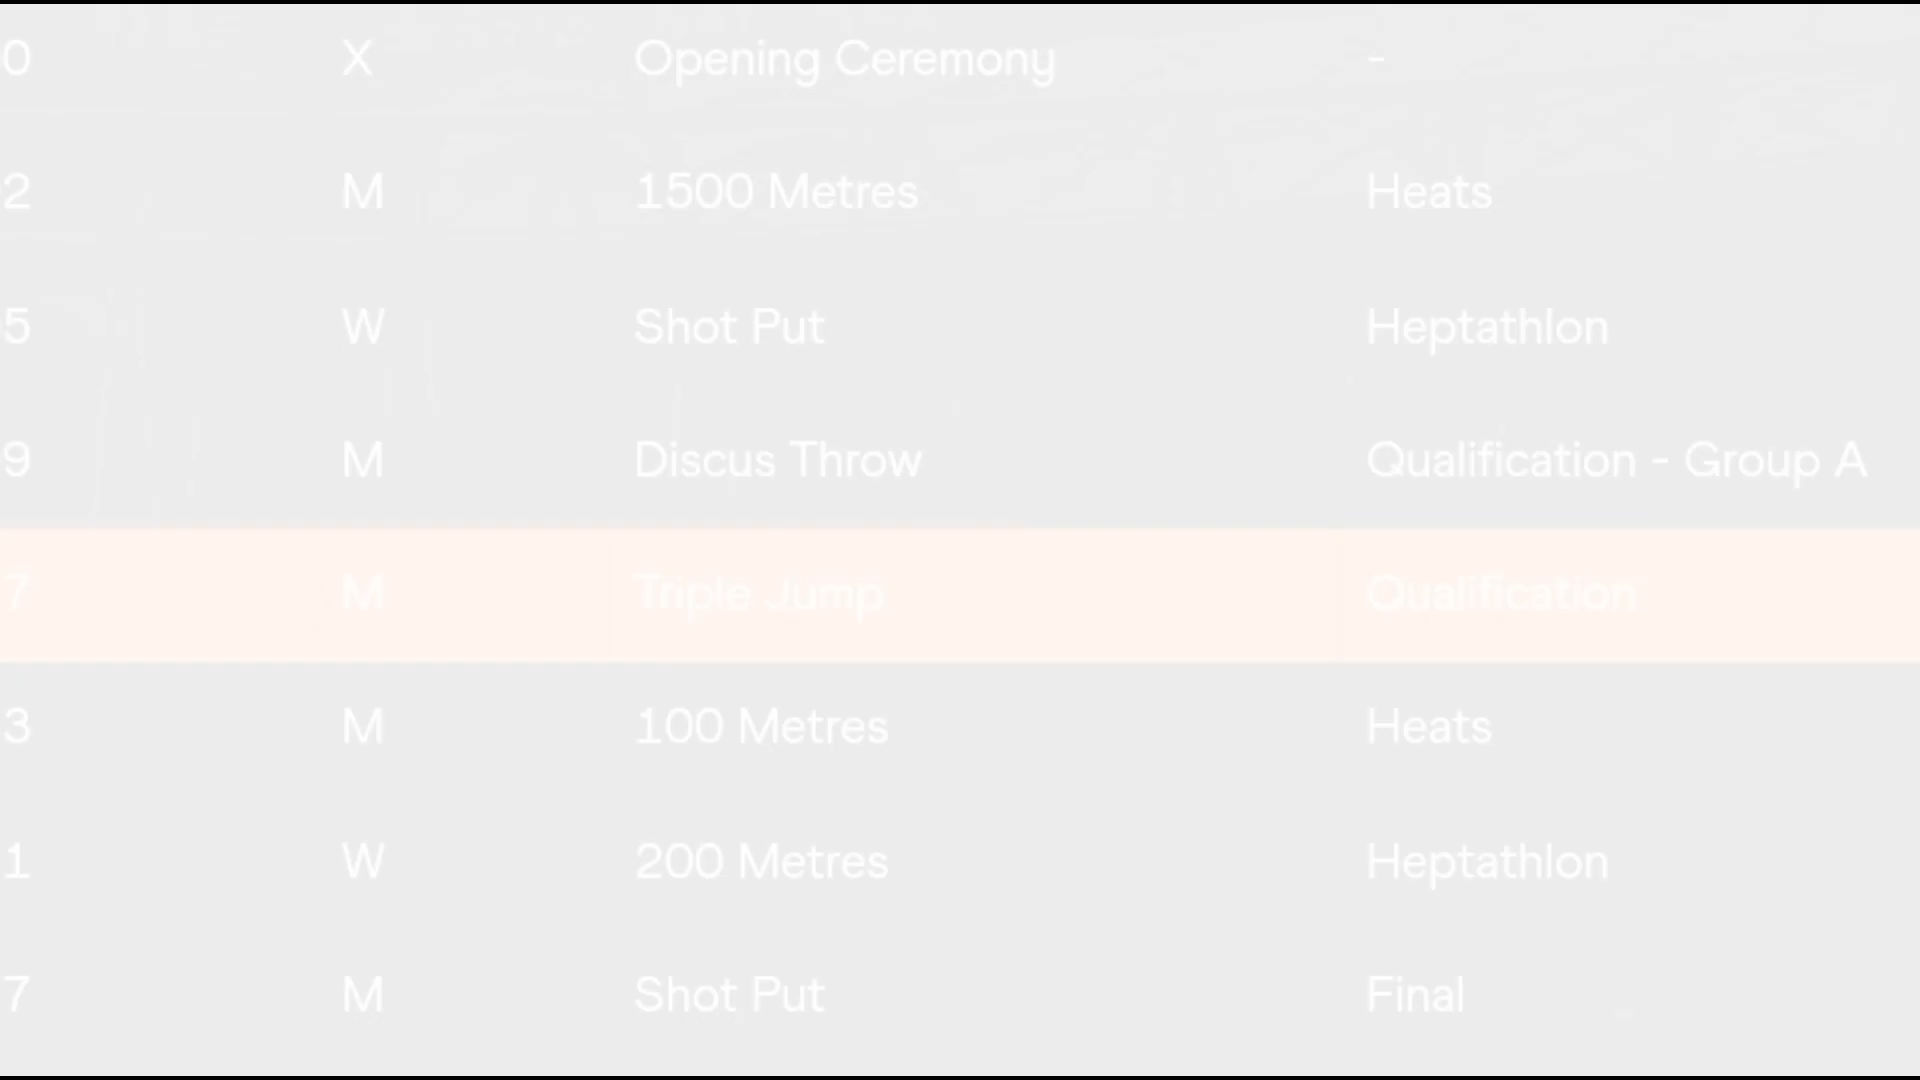 0 X Opening Ceremony -
2 M 1500 Metres Heats
5 W Shot Put Heptathlon
9 M Discus Throw Qualification - Group A
7 M Triple Jump Qualification
3 M 100 Metres Heats
1 W 200 Metres Heptathlon
7 M Shot Put Final